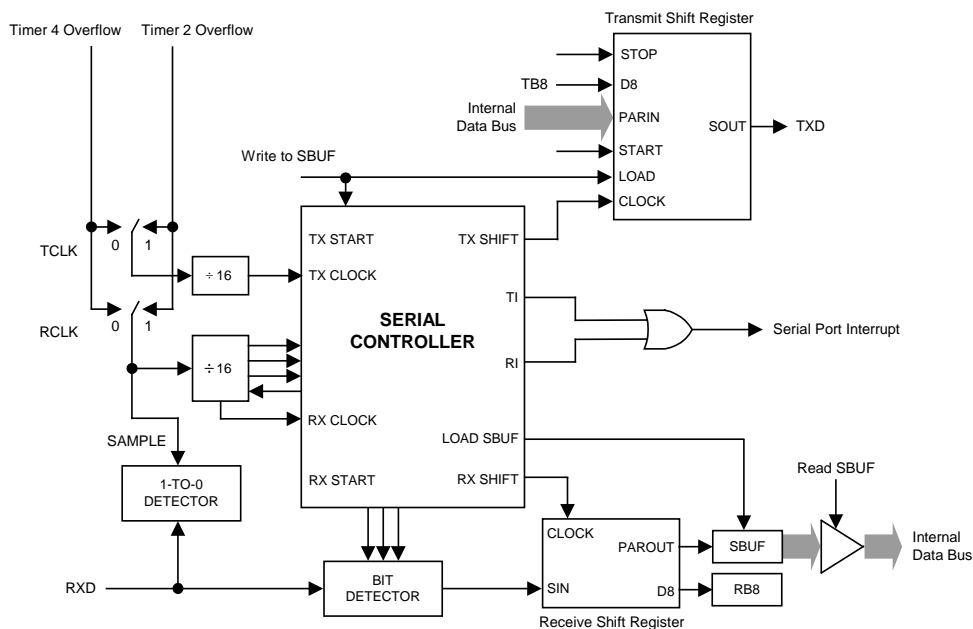 Transmit Shift Register
Timer 4 Overflow
Timer 2 Overflow
STOP
TB8
D8
Internal
Data Bus
PARIN
SOUT
TXD
START
Write to SBUF
LOAD
CLOCK
TX START
TX SHIFT
TCLK
0
1
÷ 16
TX CLOCK
TI
SERIAL
CONTROLLER
Serial Port Interrupt
RCLK
0
1
÷ 16
RI
RX CLOCK
SAMPLE
LOAD SBUF
1-TO-0
DETECTOR
RX START
RX SHIFT
Read SBUF
CLOCK
PAROUT
SBUF
Internal
Data Bus
RXD
BIT
DETECTOR
SIN
D8
RB8
Receive Shift Register